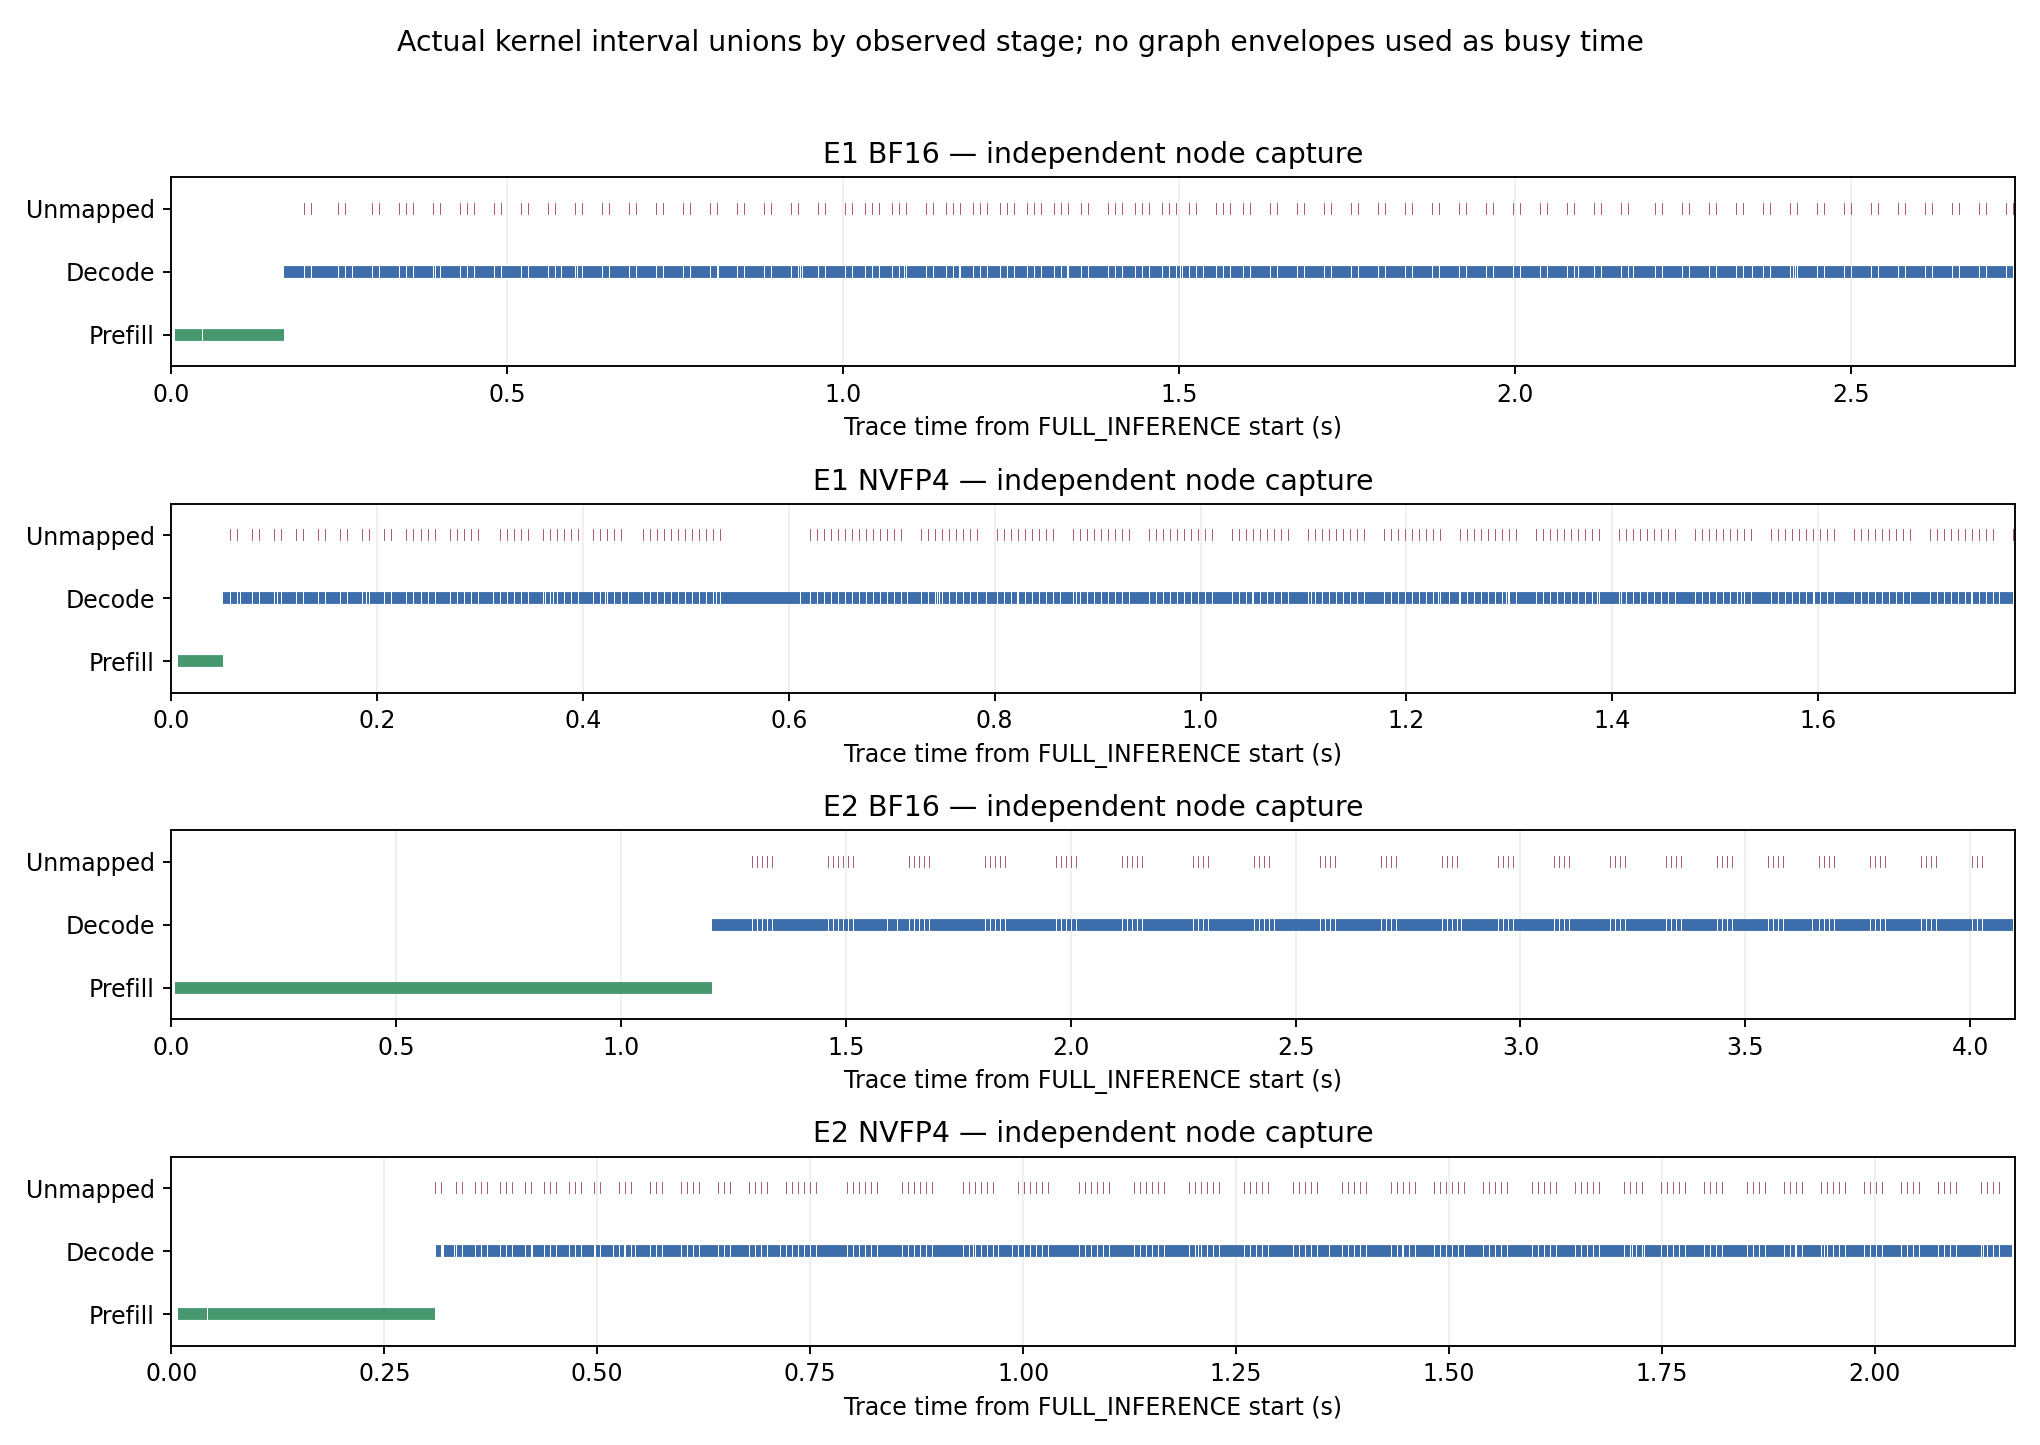 Actual kernel interval unions by observed stage; no graph envelopes used as busy time
E1 BF16 — independent node capture
Unmapped
Decode
Prefill
0.0 0.5 1.0 1.5 2.0 2.5
Trace time from FULL_INFERENCE start (s)
E1 NVFP4 — independent node capture
Unmapped
Decode
Prefill
0.0 0.2 0.4 0.6 0.8 1.0 1.2 1.4 1.6
Trace time from FULL_INFERENCE start (s)
E2 BF16 — independent node capture
Unmapped
Decode
Prefill
0.0 0.5 1.0 1.5 2.0 2.5 3.0 3.5 4.0
Trace time from FULL_INFERENCE start (s)
E2 NVFP4 — independent node capture
Unmapped
Decode
Prefill
0.00 0.25 0.50 0.75 1.00 1.25 1.50 1.75 2.00
Trace time from FULL_INFERENCE start (s)